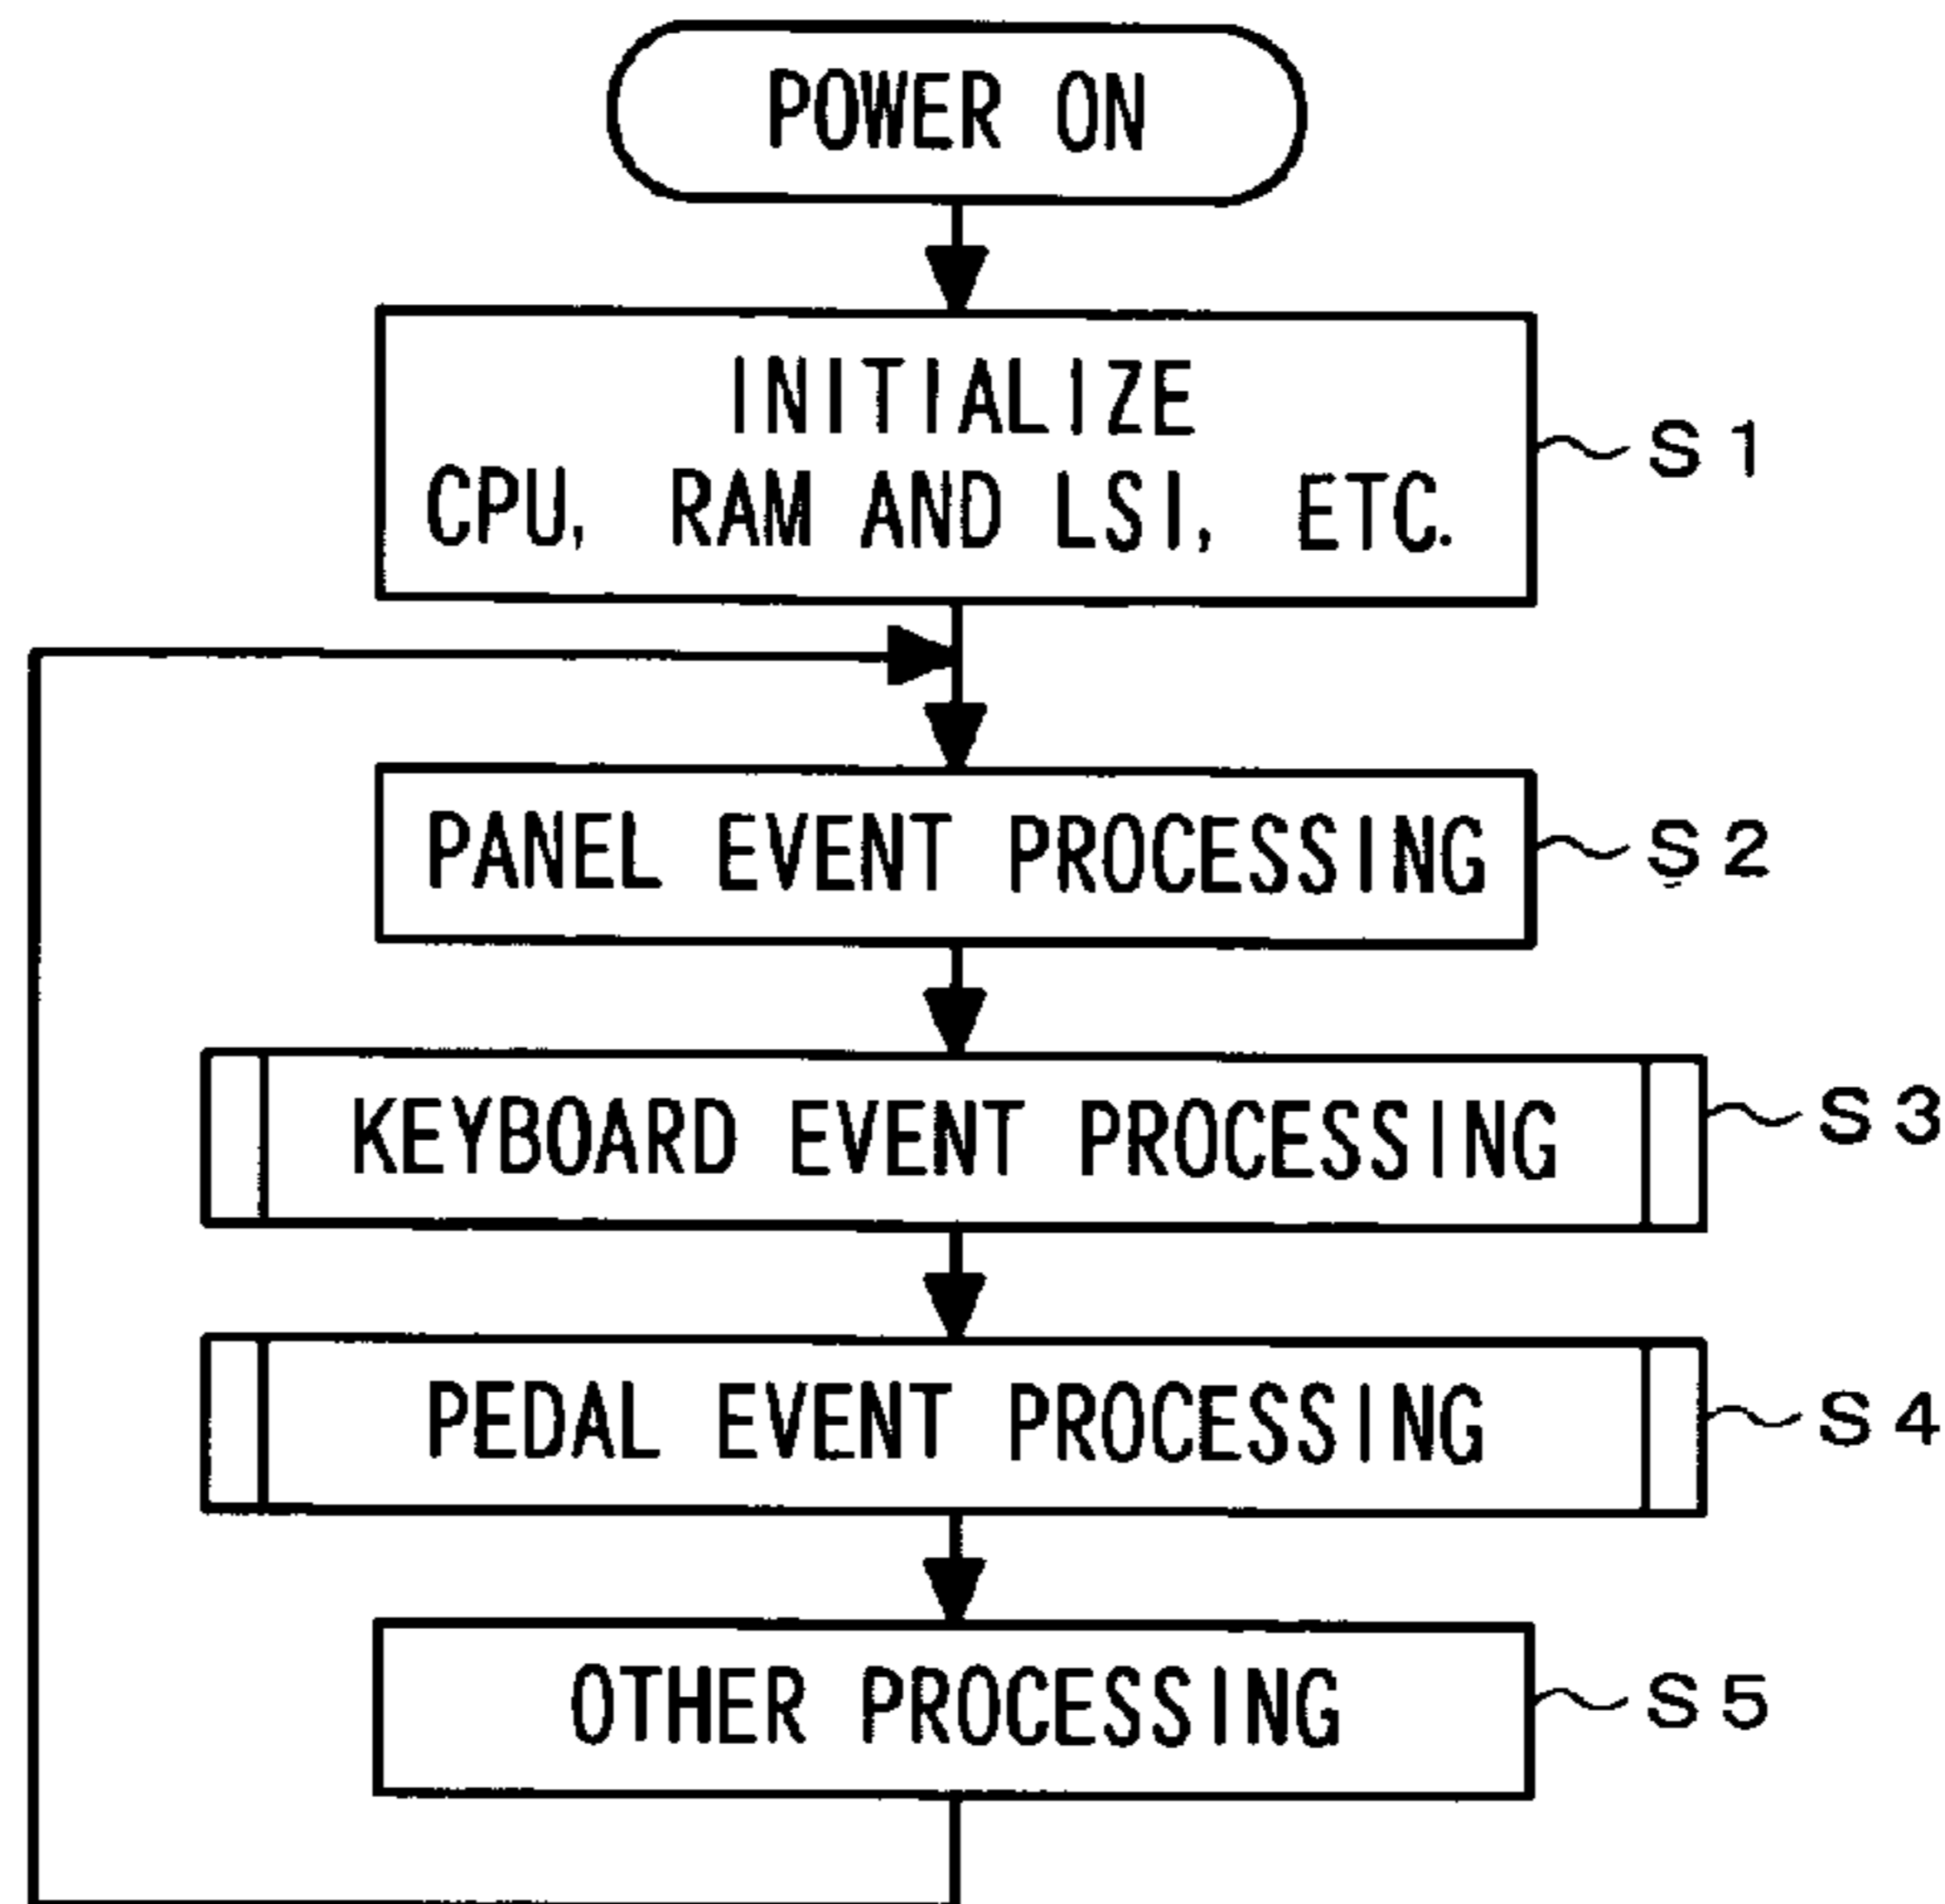 POWER ON
INITIALIZE
CPU, RAM AND LSI, ETC.
S1
PANEL EVENT PROCESSING
S2
KEYBOARD EVENT PROCESSING
S3
PEDAL EVENT PROCESSING
S4
OTHER PROCESSING
S5